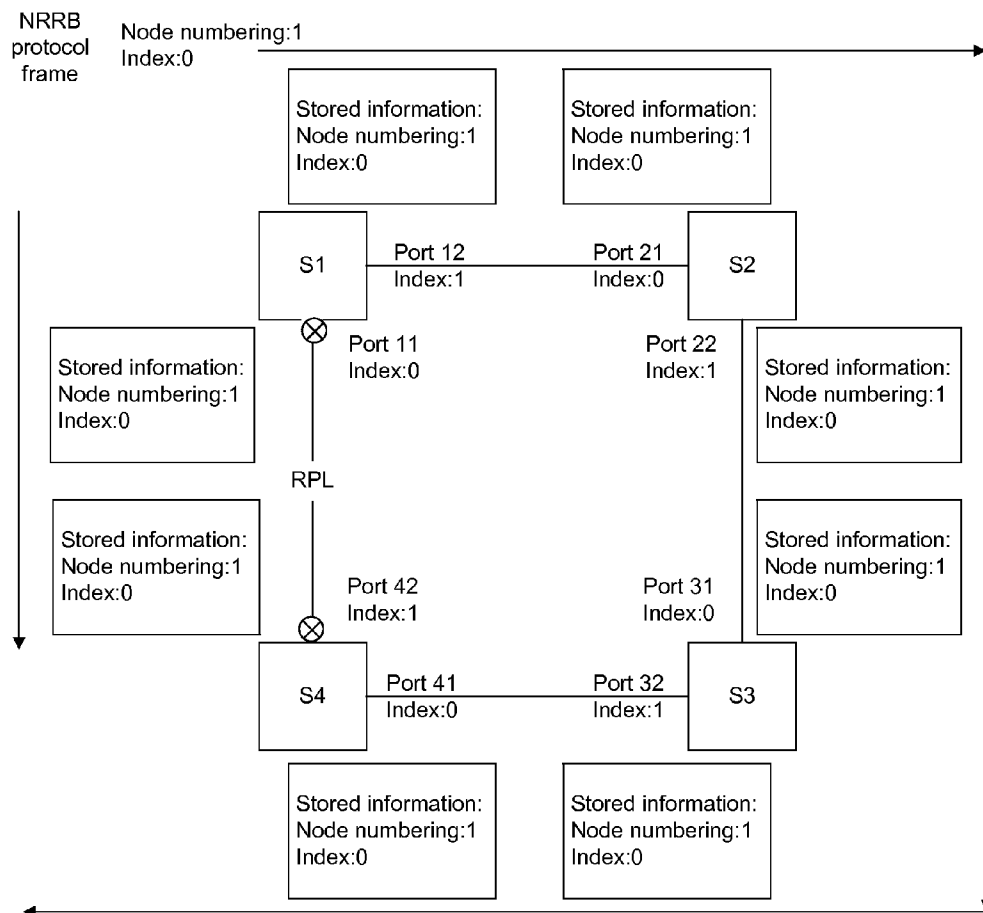 NRRB
protocol
frame
Node numbering:1
Index:0
Stored information:
Node numbering:1
Index:0
Stored information:
Node numbering:1
Index:0
S1
Port 12
Index:1
Port 21
Index:0
S2
Port 11
Index:0
Port 22
Index:1
Stored information:
Node numbering:1
Index:0
Stored information:
Node numbering:1
Index:0
RPL
Stored information:
Node numbering:1
Index:0
Stored information:
Node numbering:1
Index:0
Port 42
Index:1
Port 31
Index:0
S4
Port 41
Index:0
Port 32
Index:1
S3
Stored information:
Node numbering:1
Index:0
Stored information:
Node numbering:1
Index:0